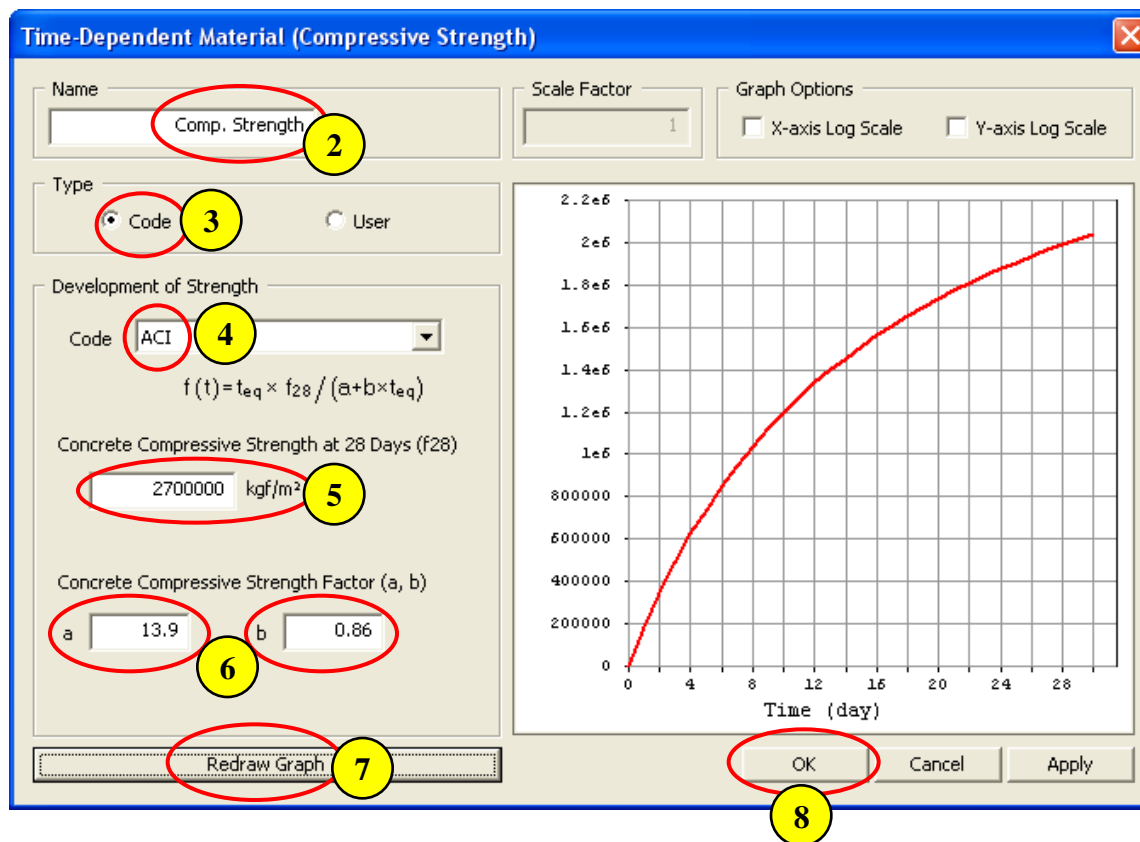 Time-Dependent Material (Compressive Strength)
Name
Comp. Strength
2
Scale Factor
1
Graph Options
X-axis Log Scale
Y-axis Log Scale
Type
Code
3
User
Development of Strength
Code
ACI
4
f(t)=teq × f28/(a+b×teq)
Concrete Compressive Strength at 28 Days (f28)
2700000 kgf/m²
5
Concrete Compressive Strength Factor (a, b)
a 13.9 b 0.86
6
Redraw Graph
7
2.2e6
2e6
1.8e6
1.6e6
1.4e6
1.2e6
1e6
800000
600000
400000
200000
0
0 4 8 12 16 20 24 28
Time (day)
OK Cancel Apply
8